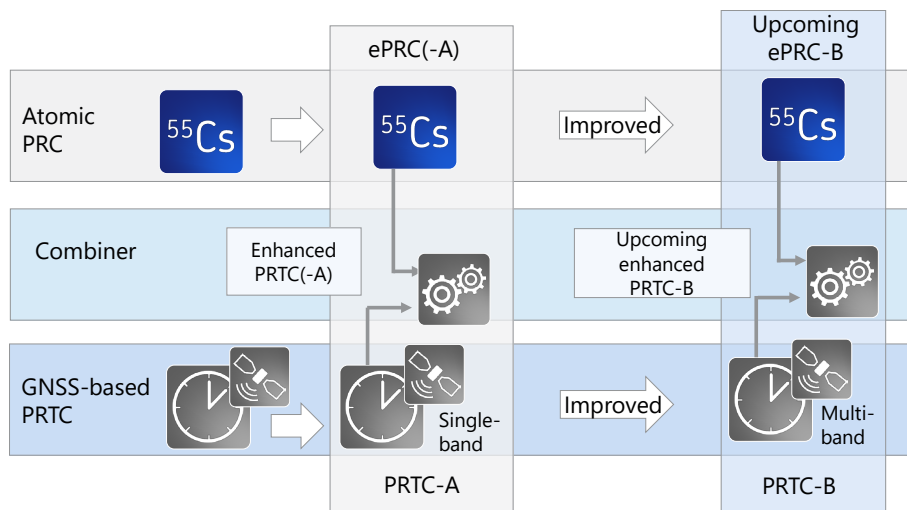 ePRC(-A)
Upcoming
ePRC-B
Atomic
PRC
⁵⁵Cs
⁵⁵Cs
Improved
⁵⁵Cs
Combiner
Enhanced
PRTC(-A)
Upcoming
enhanced
PRTC-B
GNSS-based
PRTC
Single-
band
Improved
Multi-
band
PRTC-A
PRTC-B